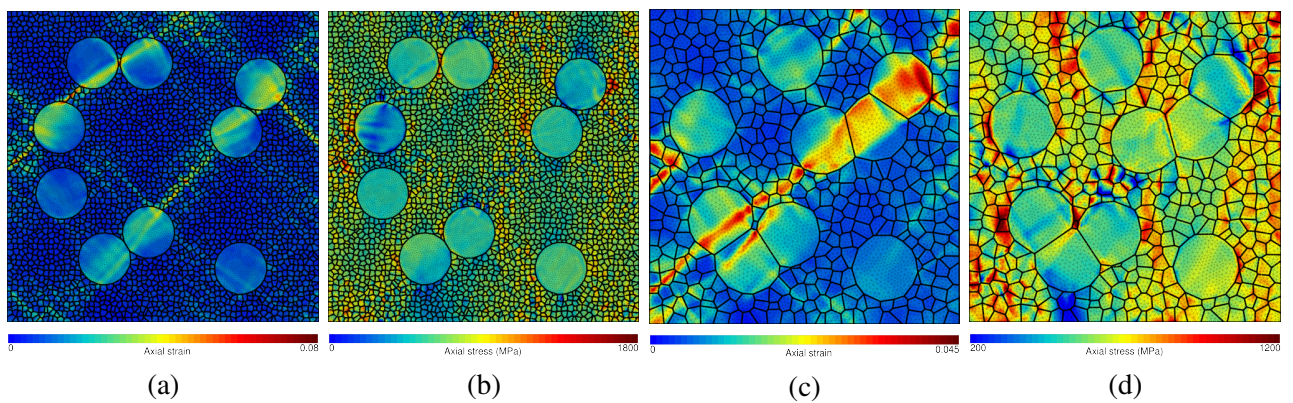 0 Axial strain 0.08
0 Axial stress (MPa) 1800
0 Axial strain 0.045
200 Axial stress (MPa) 1200
(a) (b) (c) (d)